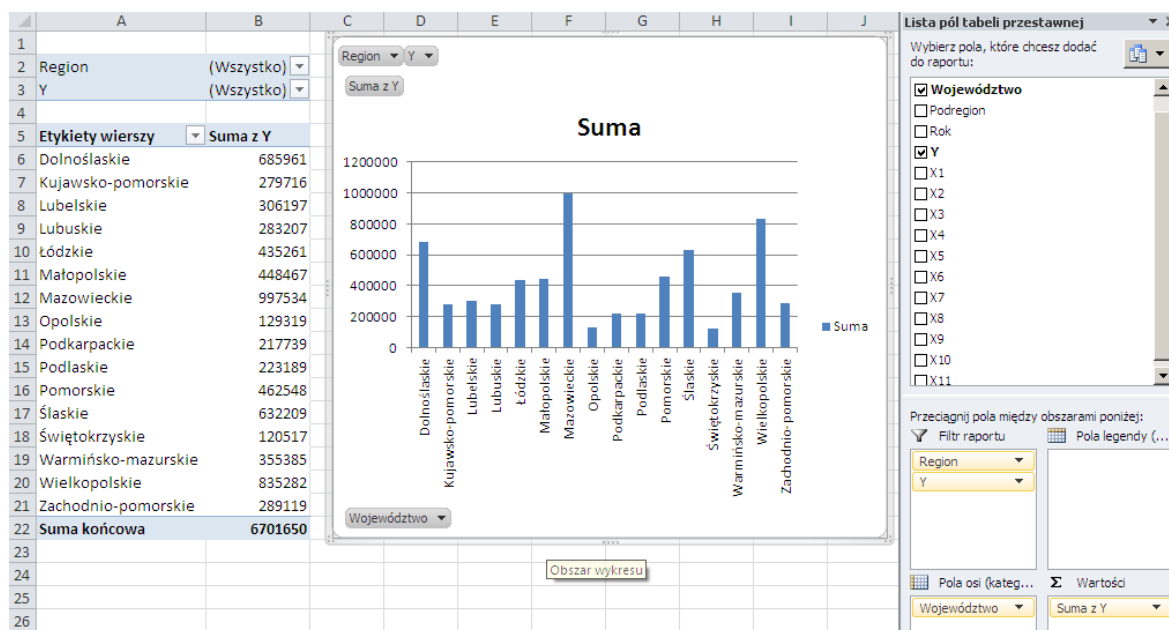 A B C D E F G H I J
1
2 Region (Wszystko)
3 Y (Wszystko)
4
5 Etykiety wierszy Suma z Y
6 Dolnoślaskie 685961
7 Kujawsko-pomorskie 279716
8 Lubelskie 306197
9 Lubuskie 283207
10 Łódzkie 435261
11 Małopolskie 448467
12 Mazowieckie 997534
13 Opolskie 129319
14 Podkarpackie 217739
15 Podlaskie 223189
16 Pomorskie 462548
17 Ślaskie 632209
18 Świętokrzyskie 120517
19 Warmińsko-mazurskie 355385
20 Wielkopolskie 835282
21 Zachodnio-pomorskie 289119
22 Suma końcowa 6701650
23
24
25
26
Region Y
Suma z Y
Suma
1200000
1000000
800000
600000
400000
200000
0
Dolnoślaskie
Kujawsko-pomorskie
Lubelskie
Lubuskie
Łódzkie
Małopolskie
Mazowieckie
Opolskie
Podkarpackie
Podlaskie
Pomorskie
Ślaskie
Świętokrzyskie
Warmińsko-mazurskie
Wielkopolskie
Zachodnio-pomorskie
Suma
Województwo
Obszar wykresu
Lista pól tabeli przestawnej
Wybierz pola, które chcesz dodać
do raportu:
Województwo
Podregion
Rok
Y
X1
X2
X3
X4
X5
X6
X7
X8
X9
X10
X11
Przeciągnij pola między obszarami poniżej:
Filtr raportu Pola legendy (...
Region
Y
Pola osi (kateg... Σ Wartości
Województwo Suma z Y